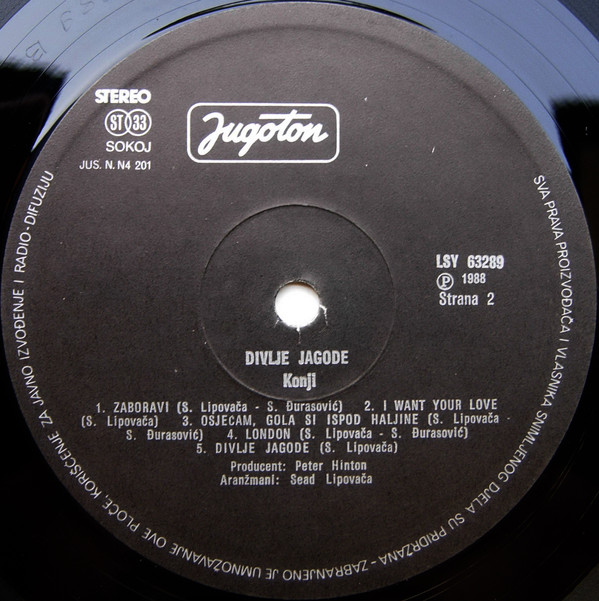 STEREO
ST 33
SOKOJ
JUS. N. N4 201
Jugoton
LSY 63289
Ⓟ 1988
Strana 2
DIVLJE JAGODE
Konji
1. ZABORAVI (S. Lipovača - S. Đurasović) 2. I WANT YOUR LOVE
(S. Lipovača) 3. OSJEĆAM, GOLA SI ISPOD HALJINE (S. Lipovača -
S. Đurasović) 4. LONDON (S. Lipovača - S. Đurasović)
5. DIVLJE JAGODE (S. Lipovača)
Producent: Peter Hinton
Aranžmani: Sead Lipovača
SVA PRAVA PROIZVOĐAČA I VLASNIKA SNIMLJENOG DJELA SU PRIDRŽANA - ZABRANJENO JE UMNOŽAVANJE OVE PLOČE, KORIŠĆENJE ZA JAVNO IZVOĐENJE I RADIO-DIFUZIJU